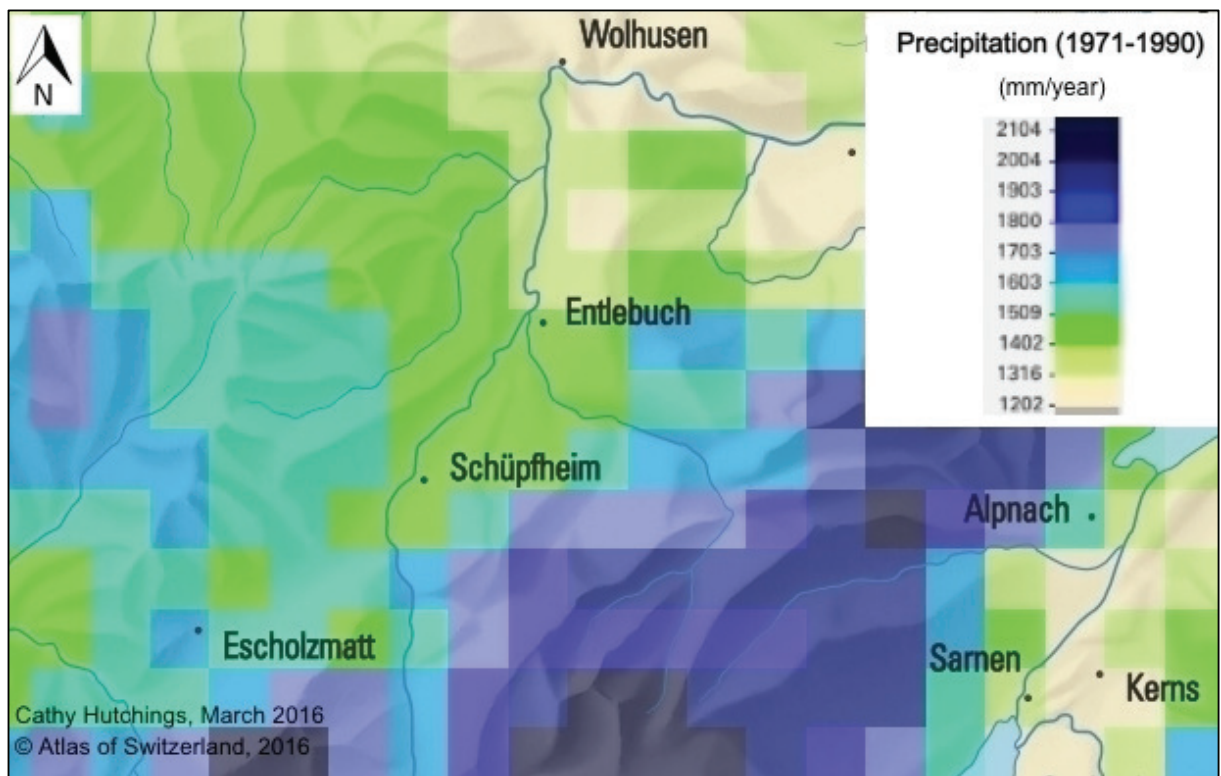 N
Wolhusen
Entlebuch
Schüpfheim
Escholzmatt
Alpnach
Sarnen
Kerns
Precipitation (1971-1990)
(mm/year)
2104
2004
1903
1800
1703
1603
1509
1402
1316
1202
Cathy Hutchings, March 2016
© Atlas of Switzerland, 2016